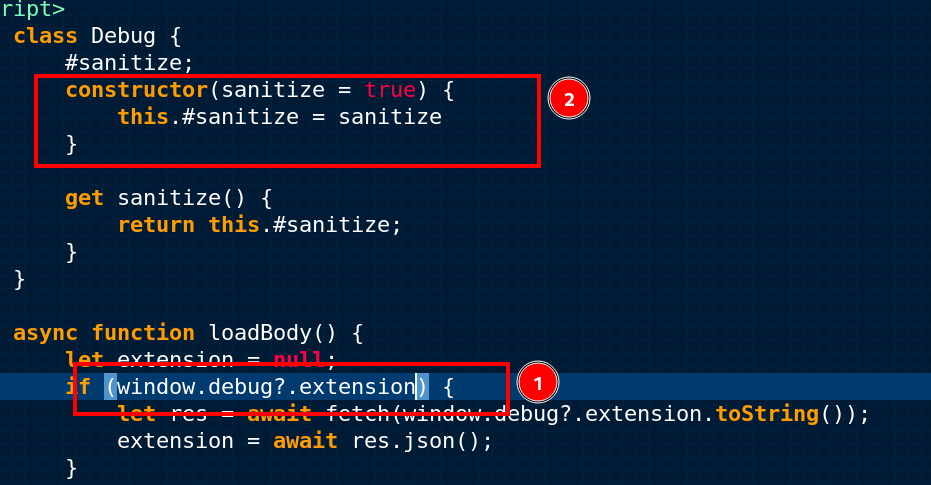 ript>
class Debug {
#sanitize;
constructor(sanitize = true) {
this.#sanitize = sanitize
}
2
get sanitize() {
return this.#sanitize;
}
}
async function loadBody() {
let extension = null;
if (window.debug?.extension) {
1
let res = await fetch(window.debug?.extension.toString());
extension = await res.json();
}